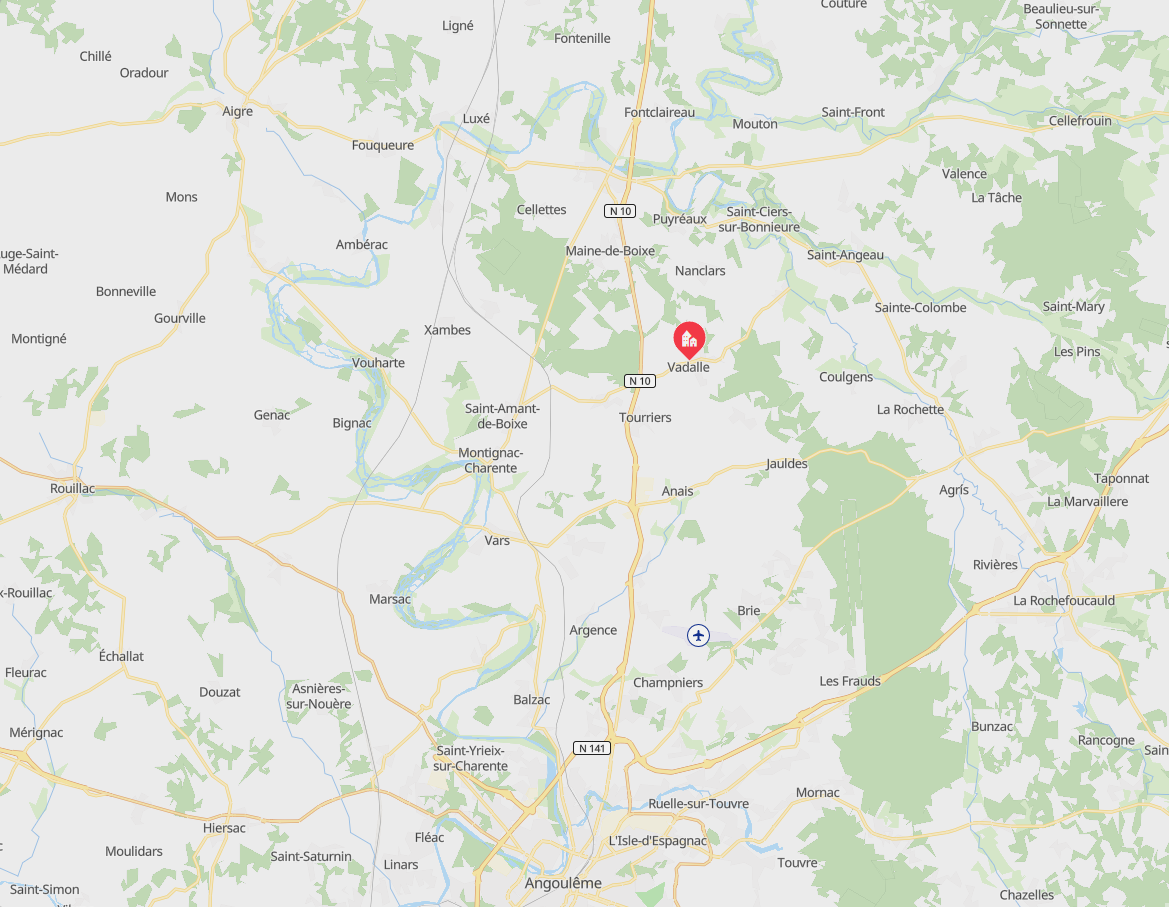 Couture
Beaulieu-sur-
Sonnette
Ligné
Fontenille
Chillé
Oradour
Aigre
Luxé
Fontclaireau
Mouton
Saint-Front
Cellefrouin
Fouqueure
Valence
La Tâche
Mons
Cellettes
N 10
Puyréaux
Saint-Ciers-
sur-Bonnieure
Ambérac
Maine-de-Boixe
Saint-Angeau
uge-Saint-
Médard
Nanclars
Bonneville
Gourville
Sainte-Colombe
Saint-Mary
Montigné
Xambes
Les Pins
Vouharte
Vadalle
N 10
Coulgens
Genac
Bignac
Saint-Amant-
de-Boixe
Tourriers
La Rochette
Montignac-
Charente
Jauldes
Rouillac
Anais
Agris
Taponnat
La Marvaillere
Vars
Rivières
x-Rouillac
Marsac
La Rochefoucauld
Brie
Argence
Échallat
Fleurac
Champniers
Les Frauds
Douzat
Asnières-
sur-Nouère
Balzac
Mérignac
Bunzac
Rancogne
Sain
N 141
Saint-Yrieix-
sur-Charente
Mornac
Ruelle-sur-Touvre
Hiersac
Fléac
L'Isle-d'Espagnac
Moulidars
Saint-Saturnin
Linars
Touvre
Angoulême
Saint-Simon
Chazelles